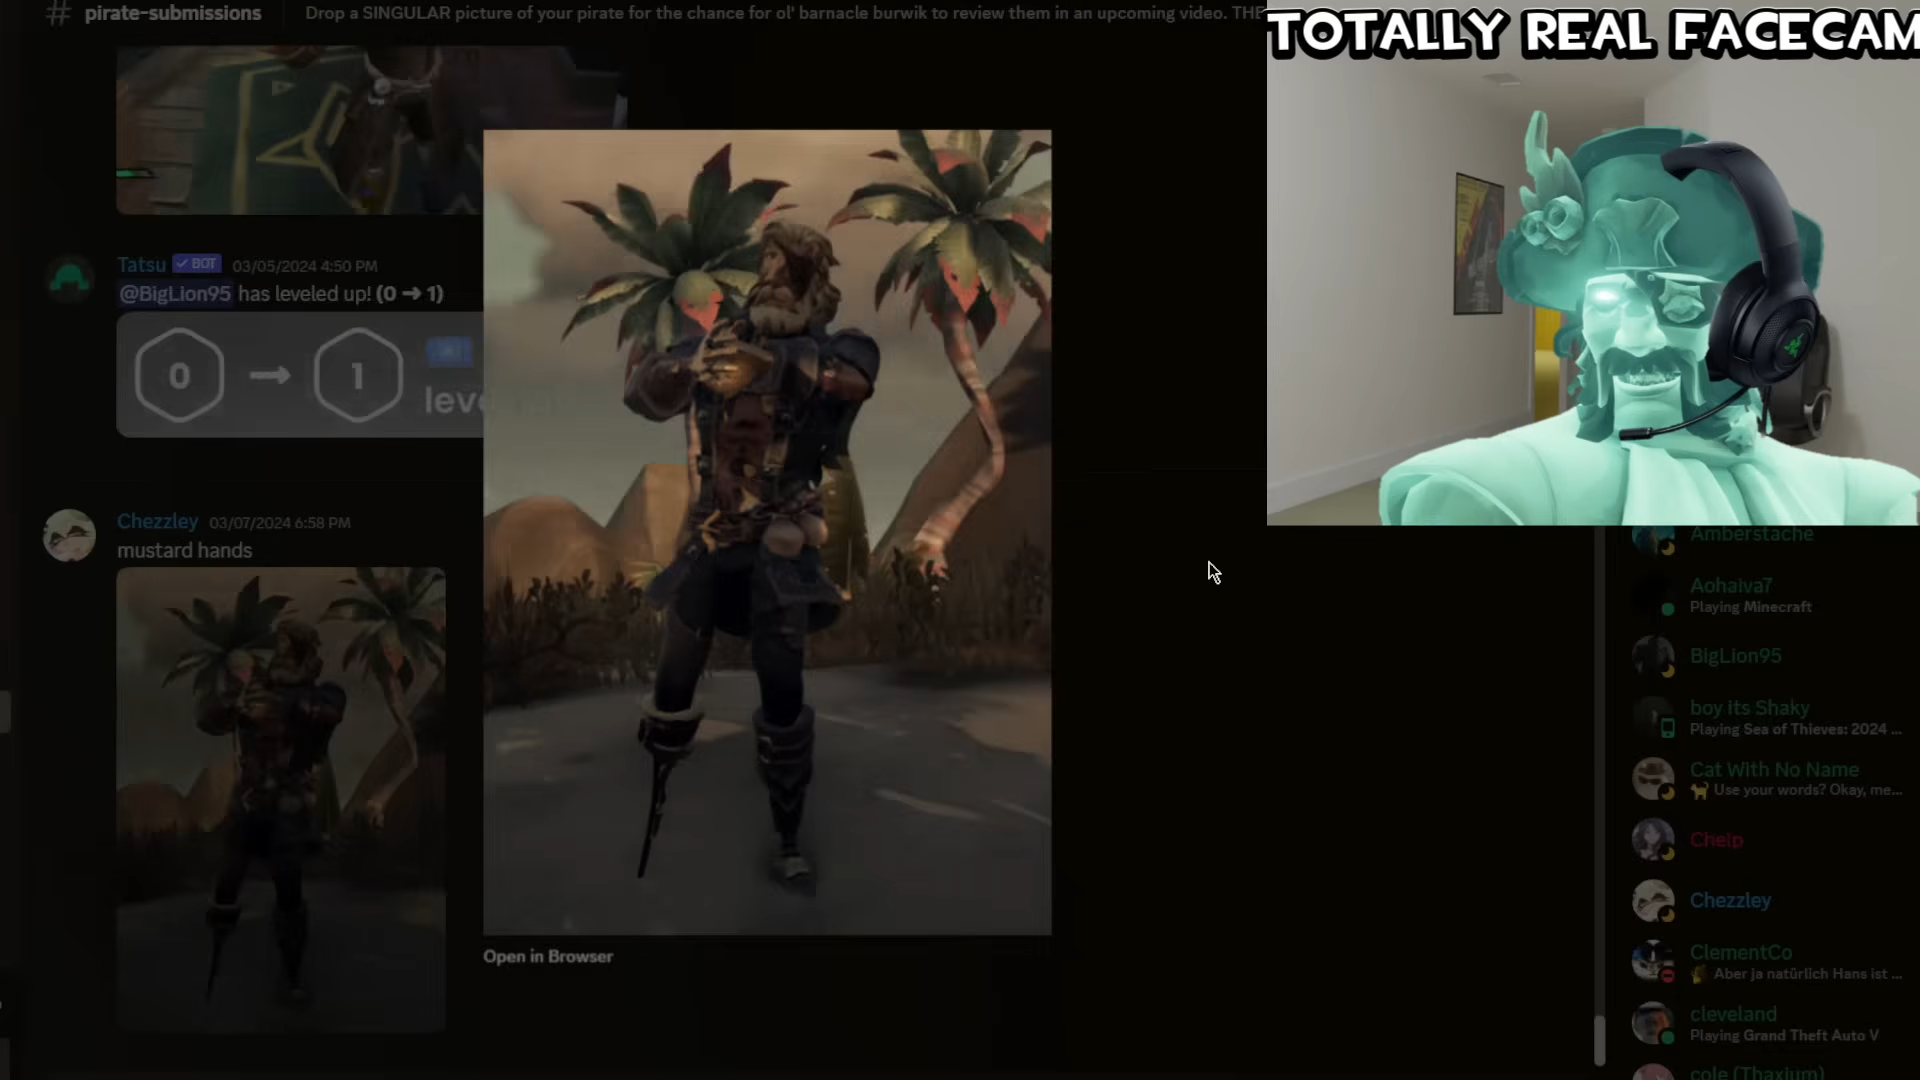 # pirate-submissions
Drop a SINGULAR picture of your pirate for the chance for ol' barnacle burwik to review them in an upcoming video. THE
TOTALLY REAL FACECAM
Tatsu ✓ BOT 03/05/2024 4:50 PM
@BigLion95 has leveled up! (0 → 1)
0 → 1
Chezzley 03/07/2024 6:58 PM
mustard hands
Open in Browser
Amberstache
Aohaiva7
Playing Minecraft
BigLion95
boy Its Shaky
Playing Sea of Thieves: 2024 ...
Cat With No Name
Use your words? Okay, me...
Chelp
Chezzley
ClementCo
Aber ja natürlich Hans ist ...
cleveland
Playing Grand Theft Auto V
cole (Thaxium)